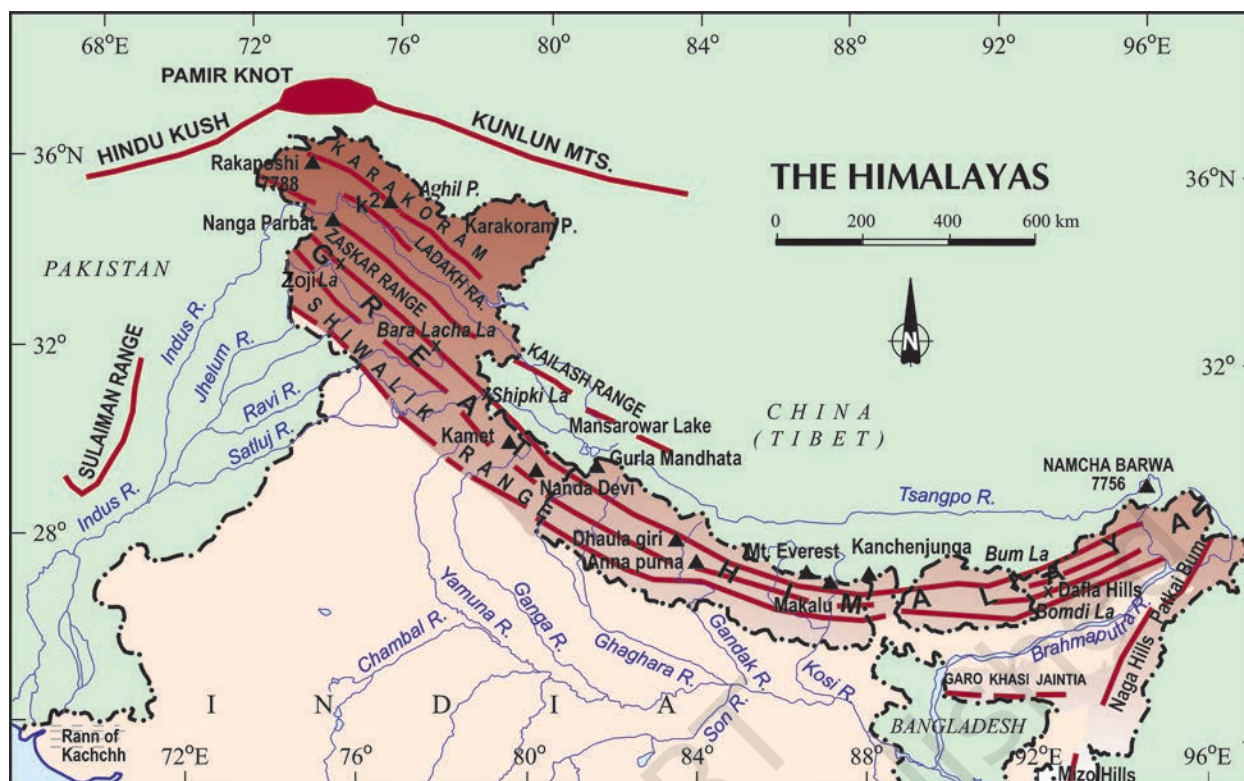 68°E 72° 76° 80° 84° 88° 92° 96°E
PAMIR KNOT
HINDU KUSH
KUNLUN MTS.
36°N
36°N
THE HIMALAYAS
0 200 400 600 km
N
KARAKORAM
Rakaposhi
7788
Aghil P.
k2
Karakoram P.
Nanga Parbat
LADAKH RA.
ZASKAR RANGE
PAKISTAN
Zoji La
Indus R.
Bara Lacha La
GREAT HIMALAYA
SHIWALIK RANGE
32°
32°
Jhelum R.
SULAIMAN RANGE
KAILASH RANGE
Ravi R.
Shipki La
CHINA
(TIBET)
Satluj R.
Mansarowar Lake
Kamet
Gurla Mandhata
NAMCHA BARWA
7756
Nanda Devi
Tsangpo R.
Indus R.
28°
28°
Dhaula giri
Mt. Everest
Kanchenjunga
Bum La
Anna purna
Makalu
x Dafla Hills
Bomdi La
Patkai Bum
Yamuna R.
Ganga R.
Chambal R.
Ghaghara R.
Gandak R.
Kosi R.
Brahmaputra R.
GARO KHASI JAINTIA
Naga Hills
INDIA
Son R.
BANGLADESH
Rann of
Kachchh
72°E 76° 80° 84° 88° 92°E 96°E
Mizo Hills